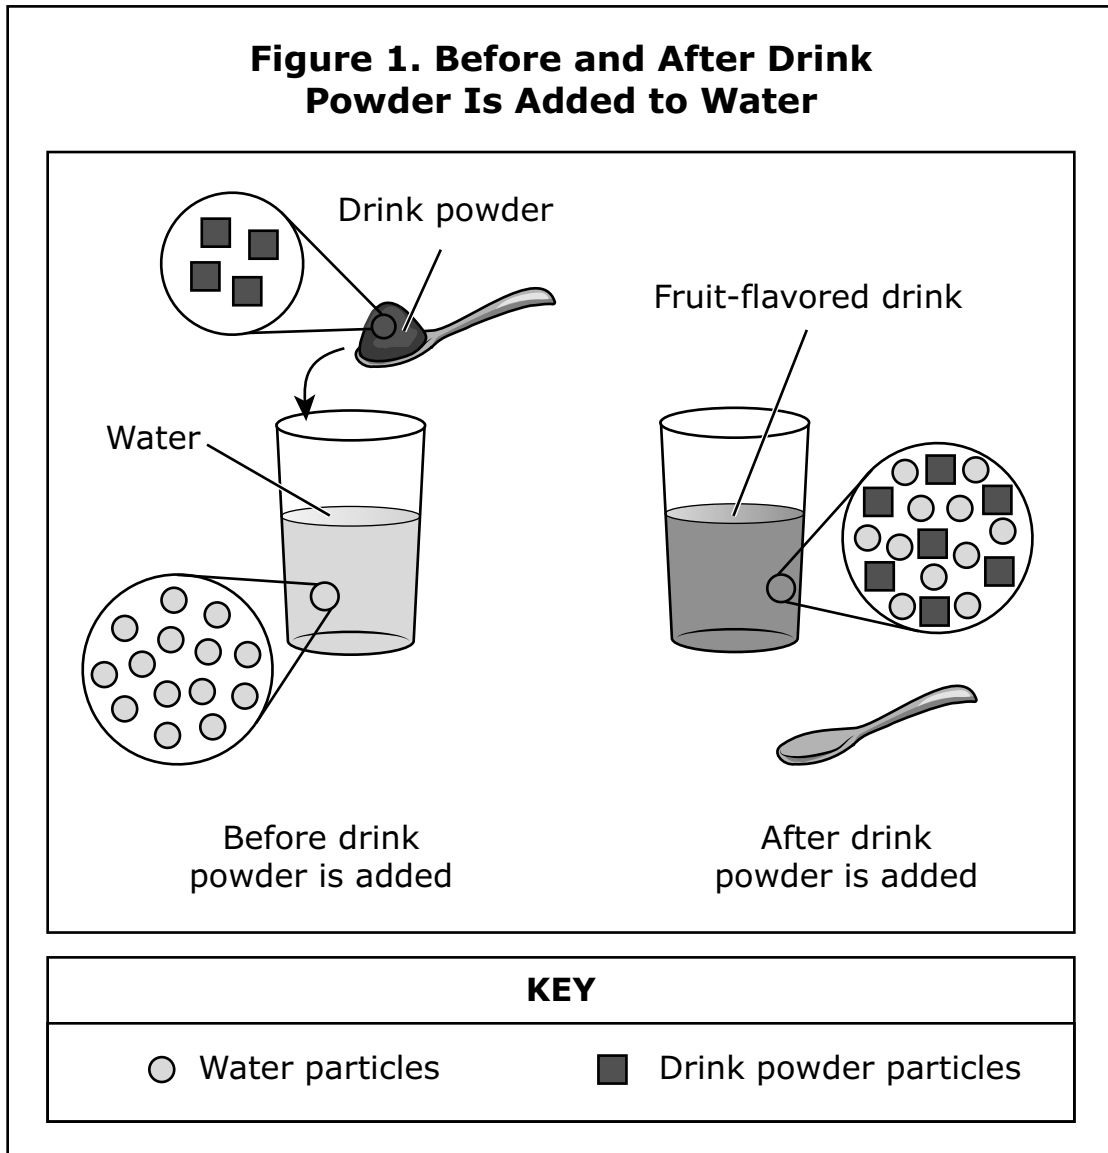 Figure 1. Before and After Drink
Powder Is Added to Water
Drink powder
Fruit-flavored drink
Water
Before drink
powder is added
After drink
powder is added
KEY
Water particles
Drink powder particles